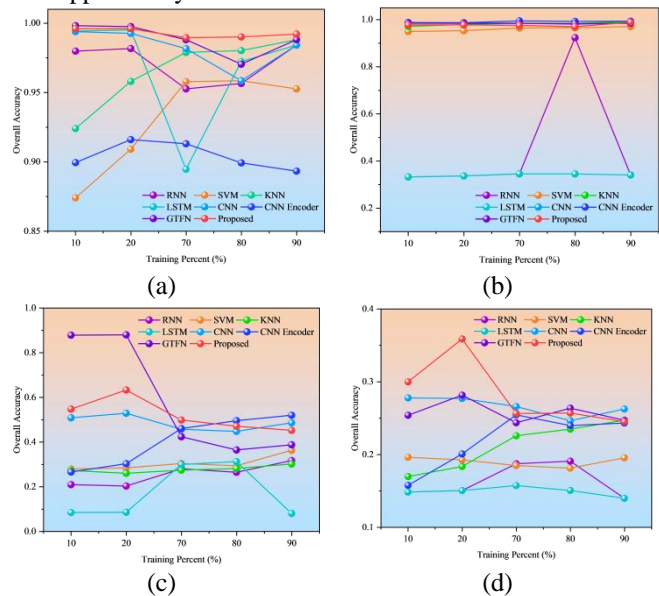 1.00
0.95
0.90
0.85
Overall Accuracy
RNN SVM KNN
LSTM CNN CNN Encoder
GTFN Proposed
10 20 70 80 90
Training Percent (%)
(a)
1.0
0.8
0.6
0.4
0.2
Overall Accuracy
RNN SVM KNN
LSTM CNN CNN Encoder
GTFN Proposed
10 20 70 80 90
Training Percent (%)
(b)
1.0
0.8
0.6
0.4
0.2
0.0
Overall Accuracy
RNN SVM KNN
LSTM CNN CNN Encoder
GTFN Proposed
10 20 70 80 90
Training Percent (%)
(c)
0.4
0.3
0.2
0.1
Overall Accuracy
RNN SVM KNN
LSTM CNN CNN Encoder
GTFN Proposed
10 20 70 80 90
Training Percent (%)
(d)